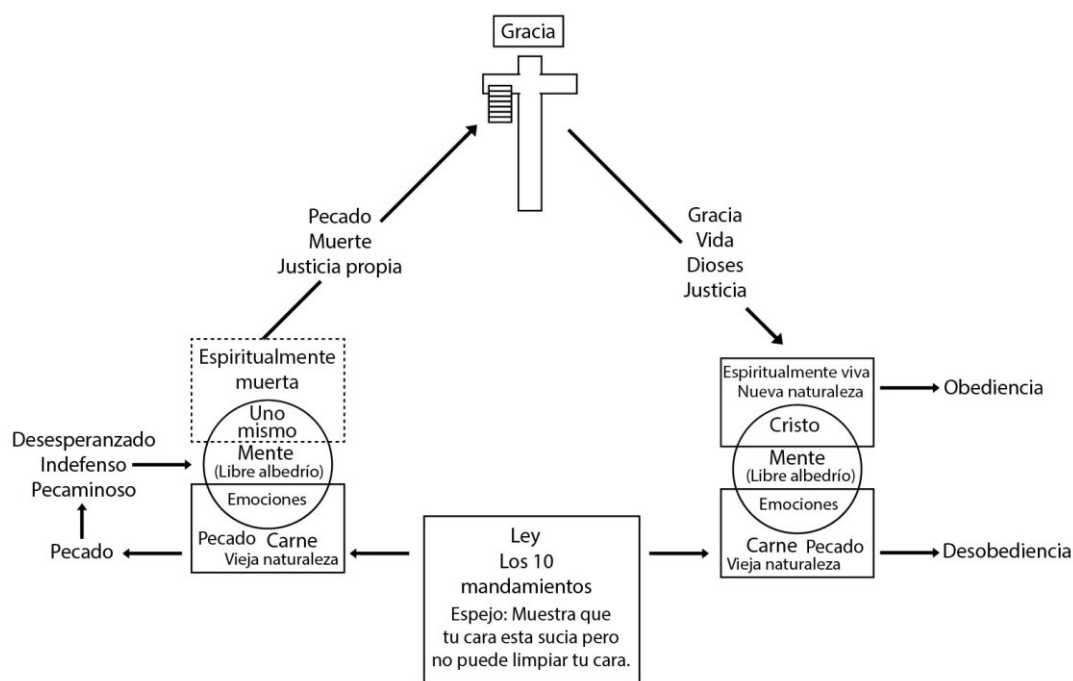 Gracia
Pecado
Muerte
Justicia propia
Gracia
Vida
Dioses
Justicia
Espiritualmente
muerta
Uno
mismo
Mente
(Libre albedrío)
Emociones
Pecado Carne
Vieja naturaleza
Desesperanzado
Indefenso
Pecaminoso
Pecado
Ley
Los 10
mandamientos
Espejo: Muestra que
tu cara esta sucia pero
no puede limpiar tu cara.
Espiritualmente viva
Nueva naturaleza
Cristo
Mente
(Libre albedrío)
Emociones
Carne Pecado
Vieja naturaleza
Obediencia
Desobediencia